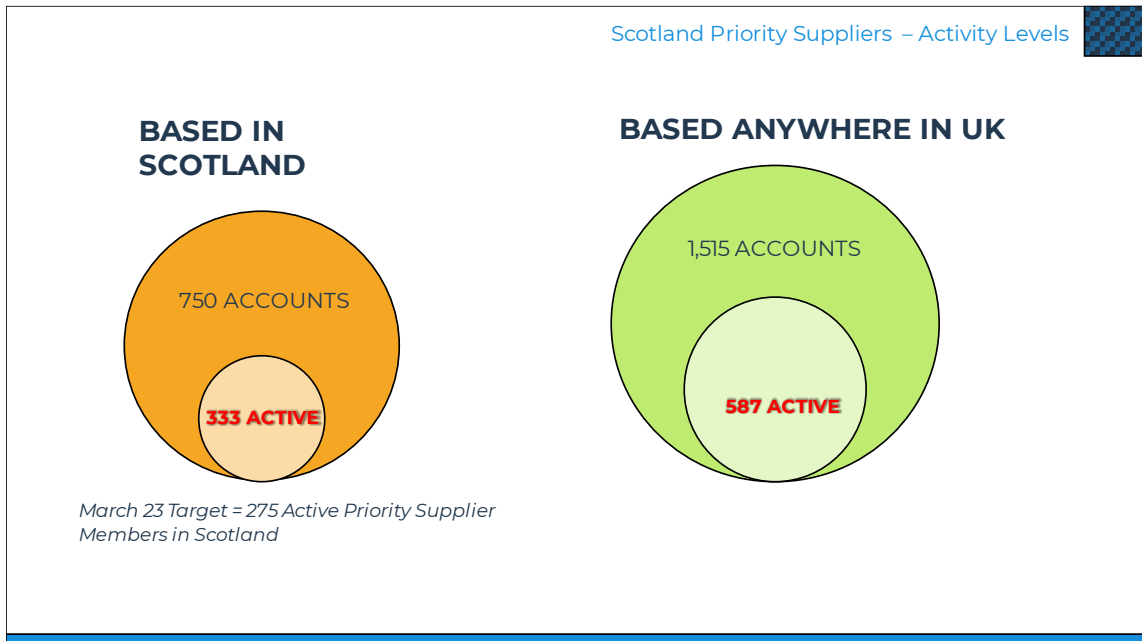 Scotland Priority Suppliers – Activity Levels
BASED IN
SCOTLAND
750 ACCOUNTS
333 ACTIVE
March 23 Target = 275 Active Priority Supplier
Members in Scotland
BASED ANYWHERE IN UK
1,515 ACCOUNTS
587 ACTIVE